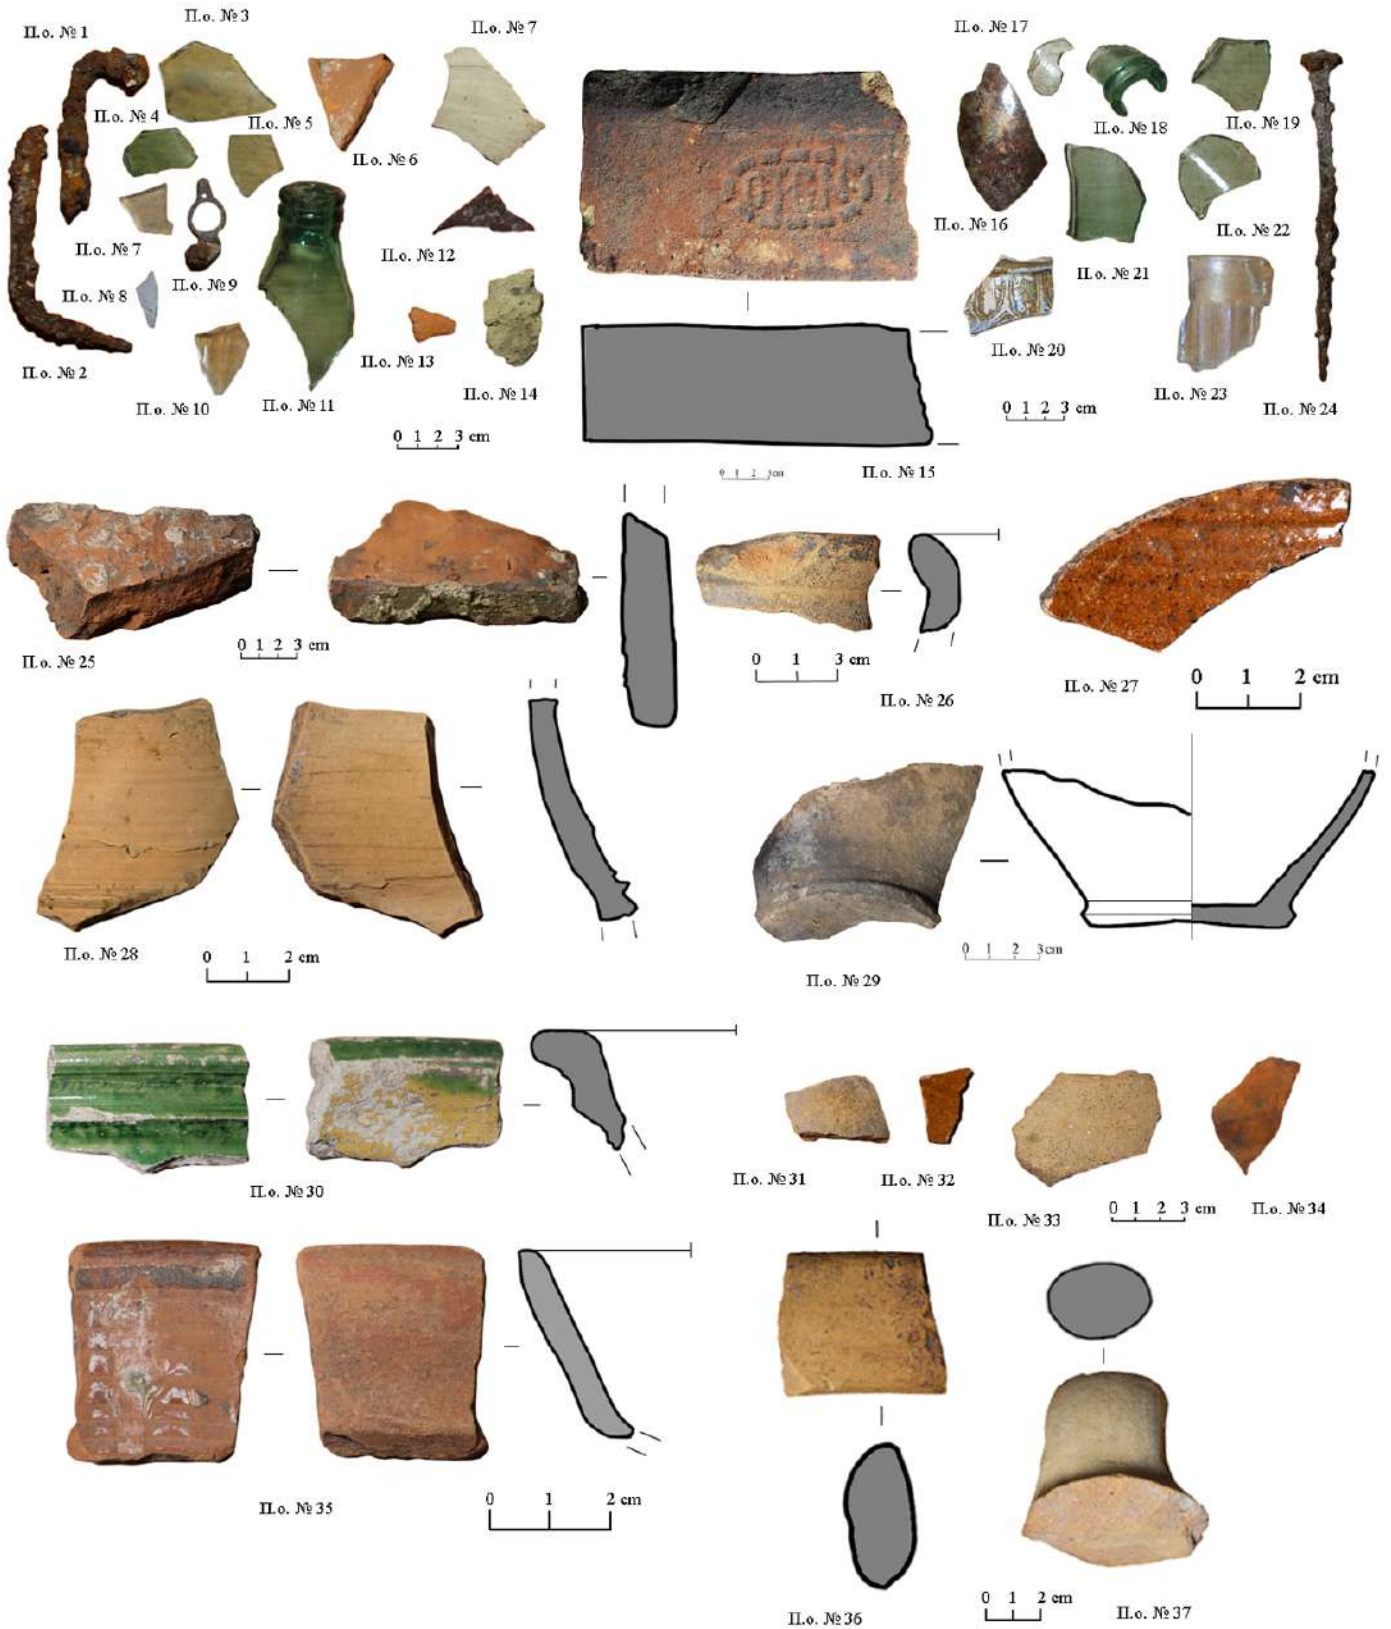 П.о. № 1
П.о. № 3
П.о. № 7
П.о. № 4
П.о. № 5
П.о. № 6
П.о. № 7
П.о. № 8
П.о. № 9
П.о. № 12
П.о. № 2
П.о. № 10
П.о. № 11
П.о. № 13
П.о. № 14
0 1 2 3 cm
П.о. № 15
0 1 2 3 cm
П.о. № 17
П.о. № 18
П.о. № 19
П.о. № 16
П.о. № 22
П.о. № 21
П.о. № 20
П.о. № 23
П.о. № 24
0 1 2 3 cm
П.о. № 25
0 1 2 3 cm
П.о. № 26
0 1 3 cm
П.о. № 27
0 1 2 cm
П.о. № 28
0 1 2 cm
П.о. № 29
0 1 2 3 cm
П.о. № 30
П.о. № 31
П.о. № 32
П.о. № 33
0 1 2 3 cm
П.о. № 34
П.о. № 35
0 1 2 cm
П.о. № 36
0 1 2 cm
П.о. № 37